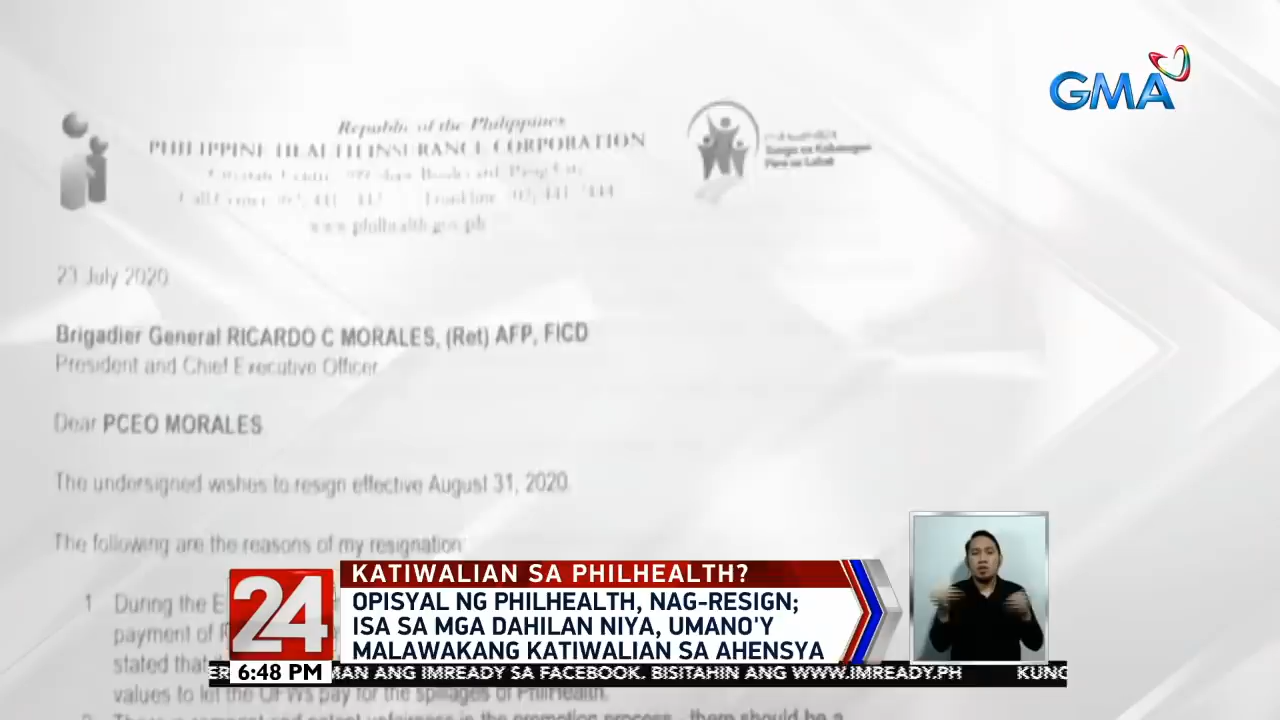 GMA
Republic of the Philippines
PHILIPPINE HEALTH INSURANCE CORPORATION
www.philhealth.gov.ph
23 July 2020
Brigadier General RICARDO C MORALES, (Ret) AFP, FICD
President and Chief Executive Officer
Dear PCEO MORALES
The undersigned wishes to resign effective August 31, 2020
The following are the reasons of my resignation:
1 During the E
payment of
stated that
values to let the OFWs pay for the spillages of PhilHealth.
KATIWALIAN SA PHILHEALTH?
24
OPISYAL NG PHILHEALTH, NAG-RESIGN;
ISA SA MGA DAHILAN NIYA, UMANO'Y
MALAWAKANG KATIWALIAN SA AHENSYA
6:48 PM
MAN ANG IMREADY SA FACEBOOK. BISITAHIN ANG WWW.IMREADY.PH KUNG